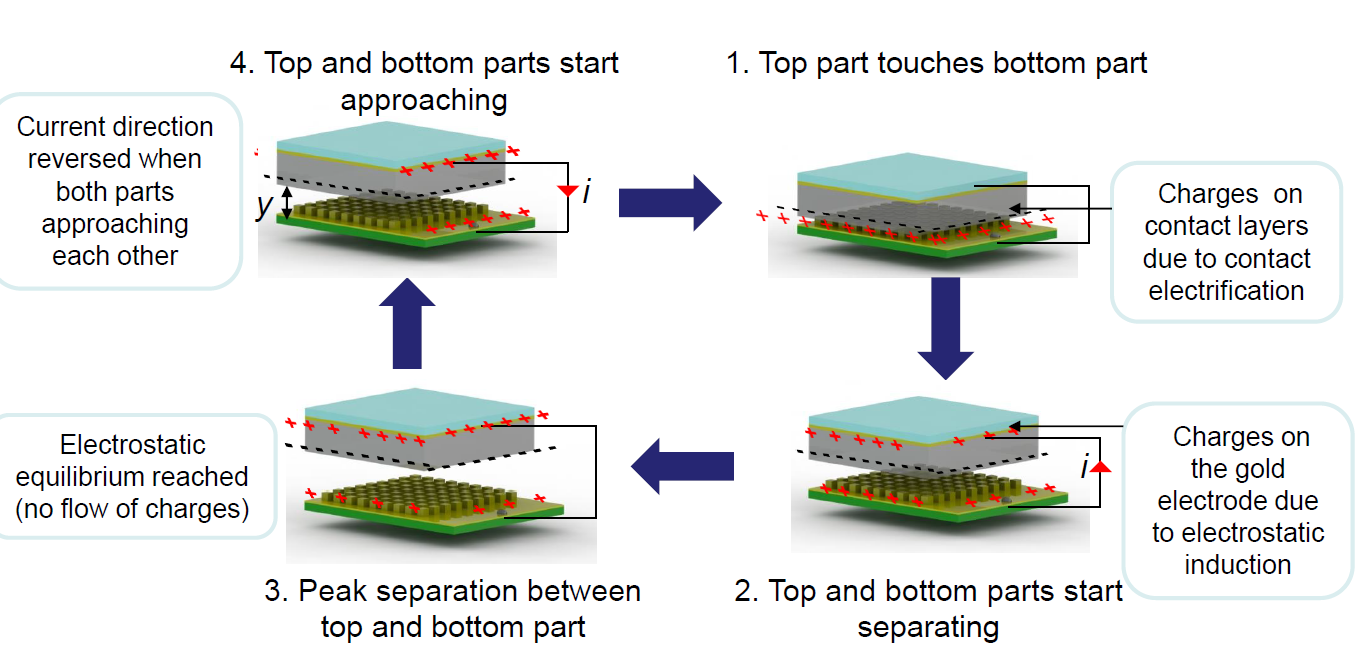 4. Top and bottom parts start
approaching
1. Top part touches bottom part
Current direction
reversed when
both parts
approaching
each other
y
i
Charges on
contact layers
due to contact
electrification
Electrostatic
equilibrium reached
(no flow of charges)
i
Charges on
the gold
electrode due
to electrostatic
induction
3. Peak separation between
top and bottom part
2. Top and bottom parts start
separating